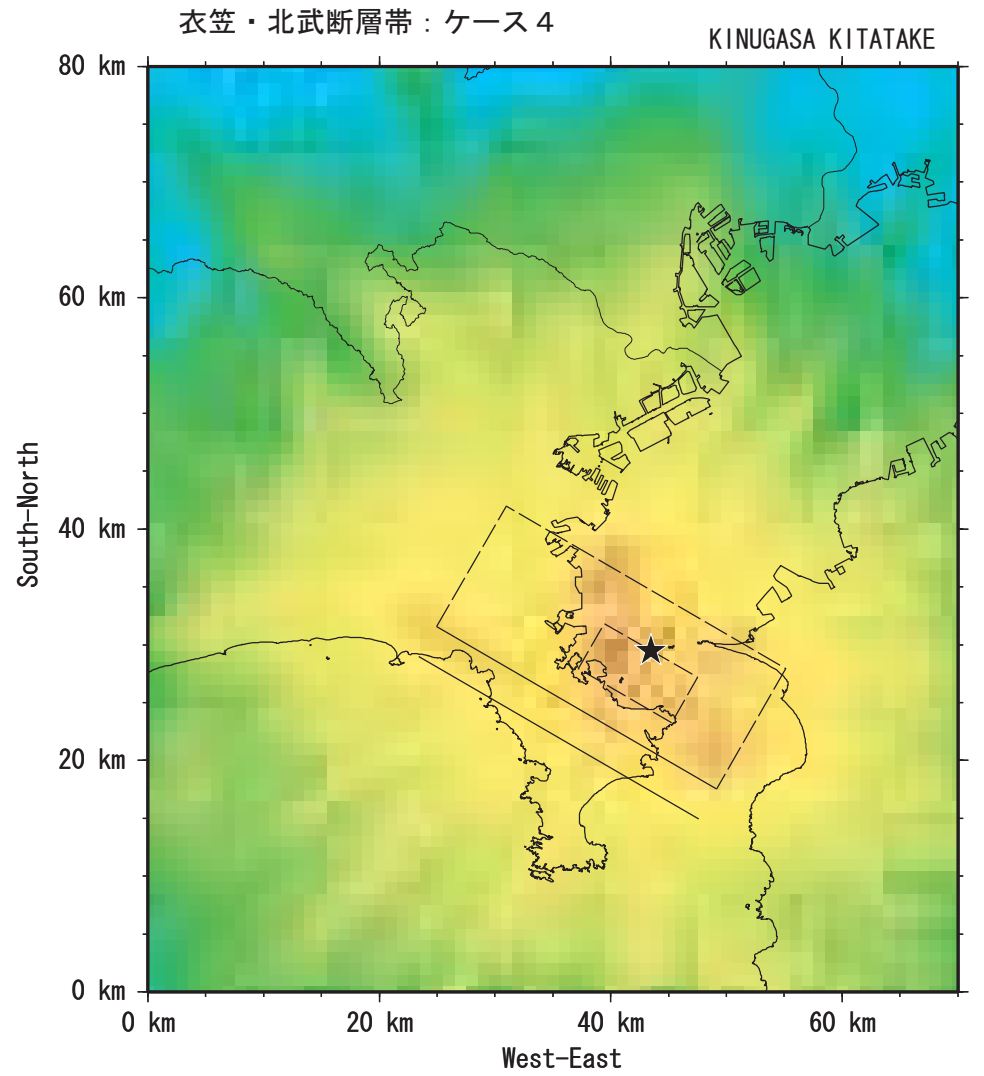 衣笠・北武断層帯：ケース４
KINUGASA KITATAKE
80 km
60 km
40 km
20 km
0 km
South-North
0 km 20 km 40 km 60 km
West-East